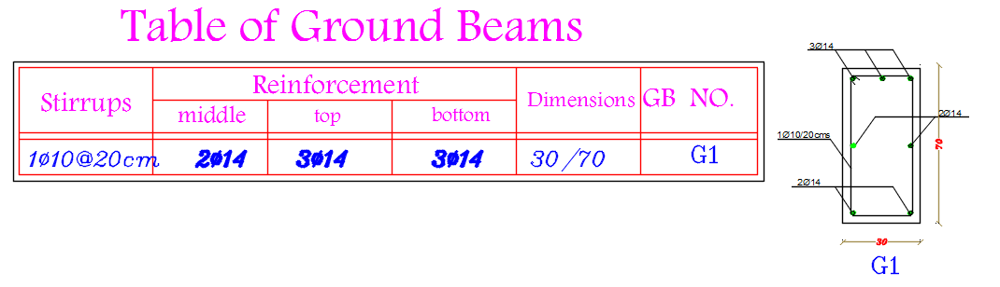 Table of Ground Beams
Stirrups Reinforcement Dimensions GB NO.
middle top bottom
1ø10@20cm 2ø14 3ø14 3ø14 30/70 G1
3Ø14
2Ø14
1Ø10/20cms
70
2Ø14
30
G1